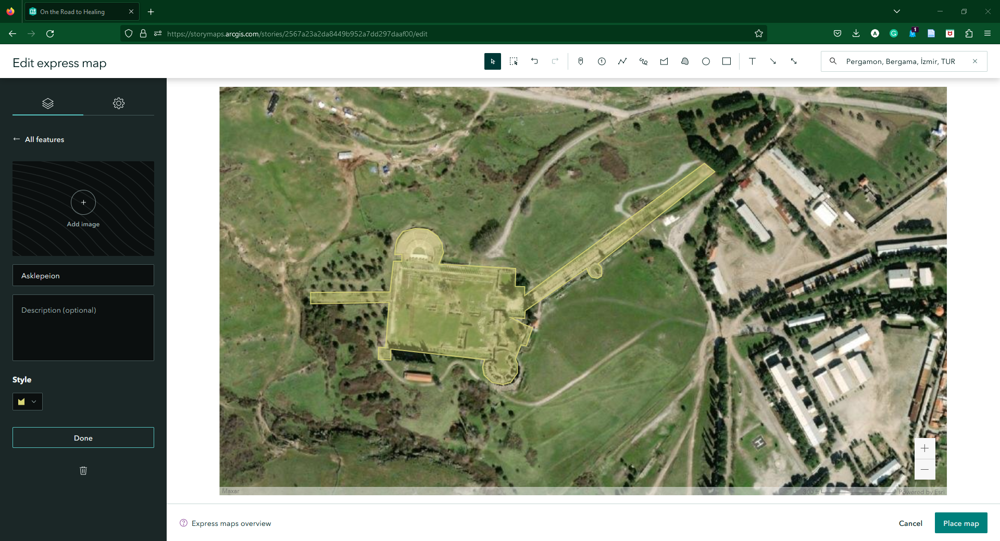 On the Road to Healing
https://storymaps.arcgis.com/stories/2567a23a2da8449b952a7dd297daaf00/edit
1
Edit express map
1
Pergamon, Bergama, İzmir, TUR
All features
Add image
Asklepeion
Description (optional)
Style
Done
H
Maxar
300 ft
Powered by Esri
Express maps overview
Cancel
Place map